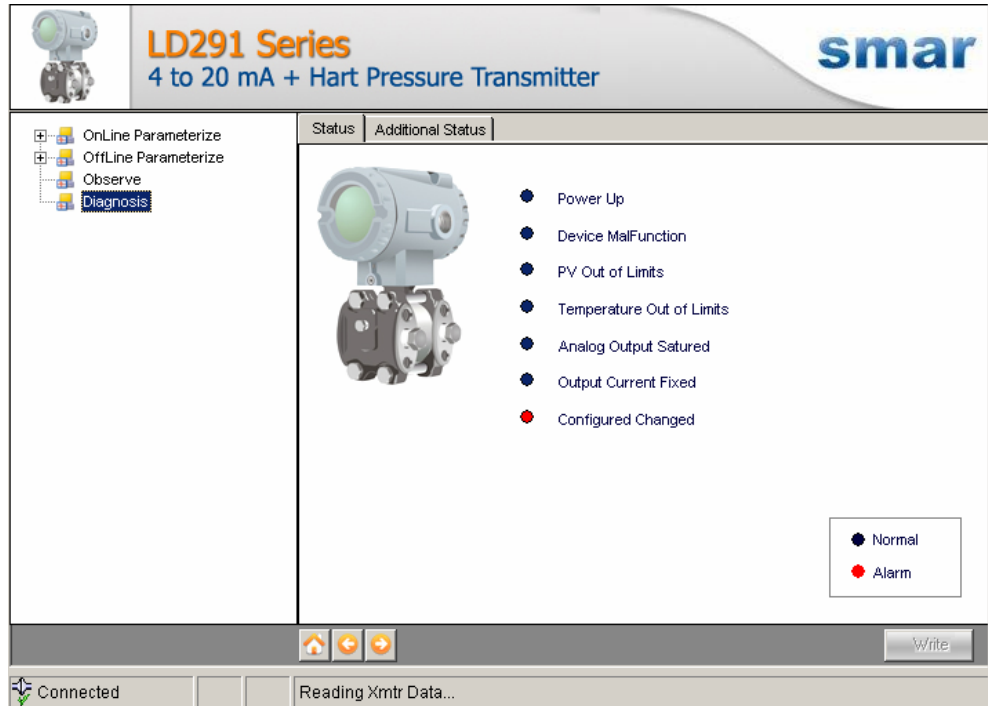 LD291 Series
4 to 20 mA + Hart Pressure Transmitter
smar
OnLine Parameterize
OffLine Parameterize
Observe
Diagnosis
Status
Additional Status
Power Up
Device MalFunction
PV Out of Limits
Temperature Out of Limits
Analog Output Satured
Output Current Fixed
Configured Changed
Normal
Alarm
Write
Connected
Reading Xmtr Data...